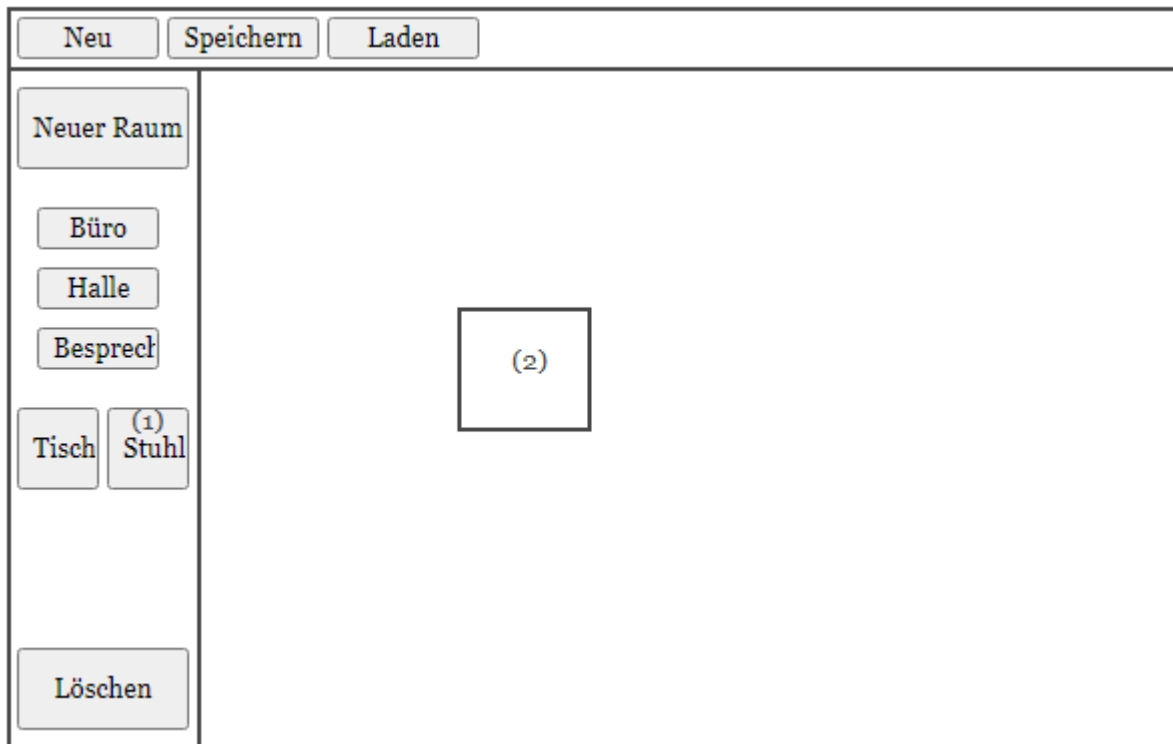 Neu Speichern Laden
Neuer Raum
Büro
Halle
Besprech
(1)
Tisch Stuhl
(2)
Löschen